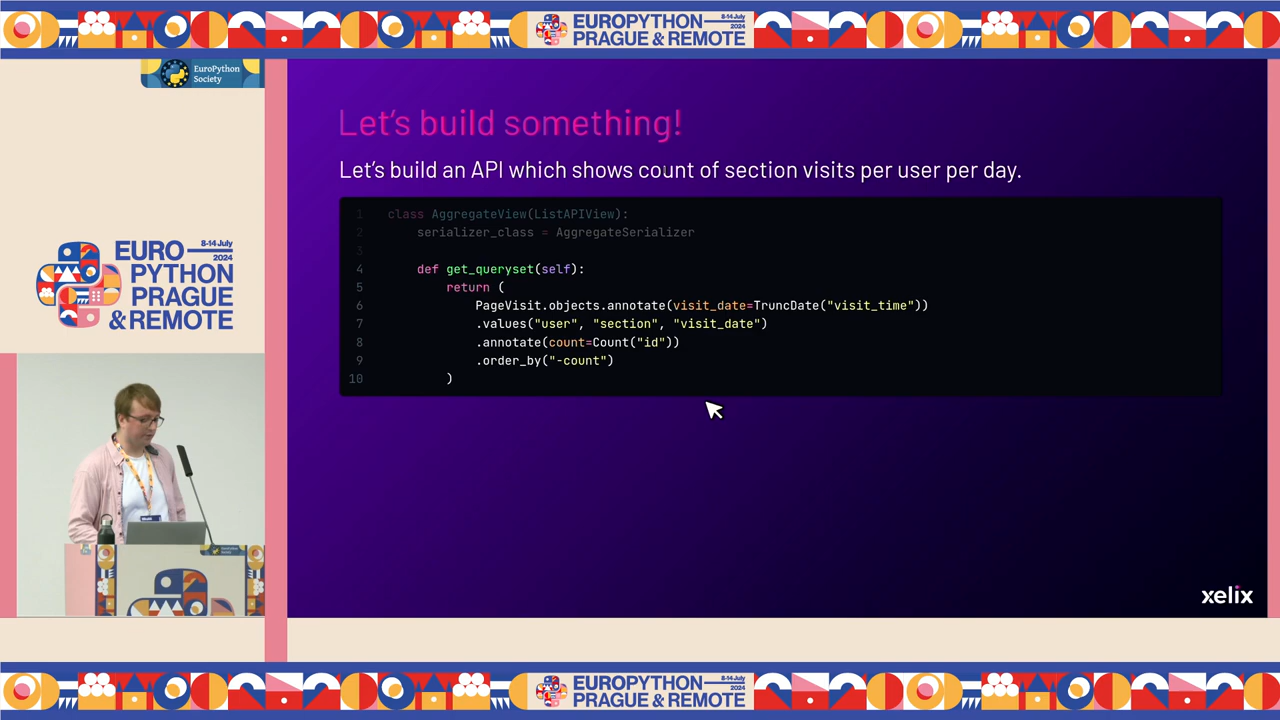 EUROPYTHON
PRAGUE & REMOTE
8-14 July
2024
EuroPython
Society
EURO
8-14 July
2024
PYTHON
PRAGUE
& REMOTE
Let's build something!
Let's build an API which shows count of section visits per user per day.
1 class AggregateView(ListAPIView):
2     serializer_class = AggregateSerializer
3
4     def get_queryset(self):
5         return (
6             PageVisit.objects.annotate(visit_date=TruncDate("visit_time"))
7             .values("user", "section", "visit_date")
8             .annotate(count=Count("id"))
9             .order_by("-count")
10         )
xelix
EUROPYTHON
PRAGUE & REMOTE
8-14 July
2024